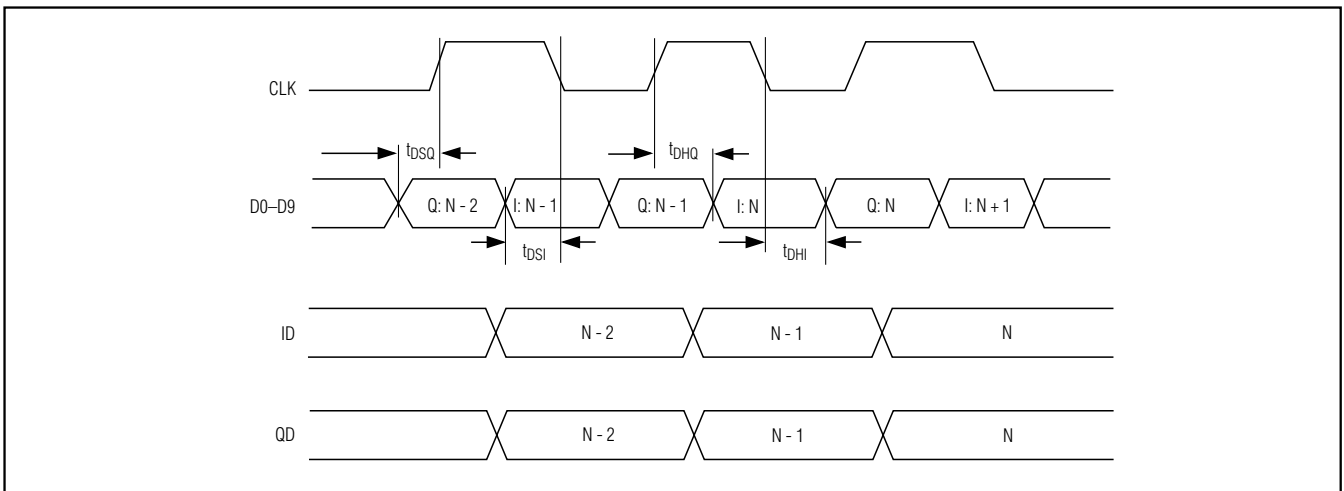 CLK
tDSQ
tDHQ
D0–D9
Q: N - 2
I: N - 1
Q: N - 1
I: N
Q: N
I: N + 1
tDSI
tDHI
ID
N - 2
N - 1
N
QD
N - 2
N - 1
N